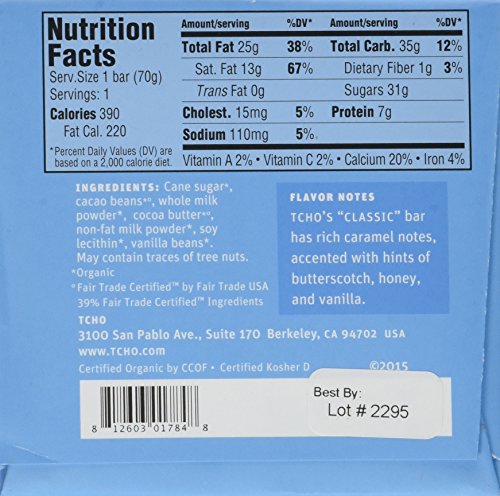 Nutrition
Facts
Serv.Size 1 bar (70g)
Servings: 1
Calories 390
Fat Cal. 220
*Percent Daily Values (DV) are
based on a 2,000 calorie diet.
Amount/serving %DV* Amount/serving %DV*
Total Fat 25g 38% Total Carb. 35g 12%
Sat. Fat 13g 67% Dietary Fiber 1g 3%
Trans Fat 0g Sugars 31g
Cholest. 15mg 5% Protein 7g
Sodium 110mg 5%
Vitamin A 2% • Vitamin C 2% • Calcium 20% • Iron 4%
INGREDIENTS: Cane sugar*,
cacao beans*°, whole milk
powder*, cocoa butter*°,
non-fat milk powder*, soy
lecithin*, vanilla beans*.
May contain traces of tree nuts.
*Organic
°Fair Trade Certified™ by Fair Trade USA
39% Fair Trade Certified™ Ingredients
FLAVOR NOTES
TCHO'S "CLASSIC" bar
has rich caramel notes,
accented with hints of
butterscotch, honey,
and vanilla.
TCHO
3100 San Pablo Ave., Suite 170 Berkeley, CA 94702 USA
WWW.TCHO.COM
Certified Organic by CCOF • Certified Kosher D ©2015
8 12603 01784 8
Best By:
Lot # 2295